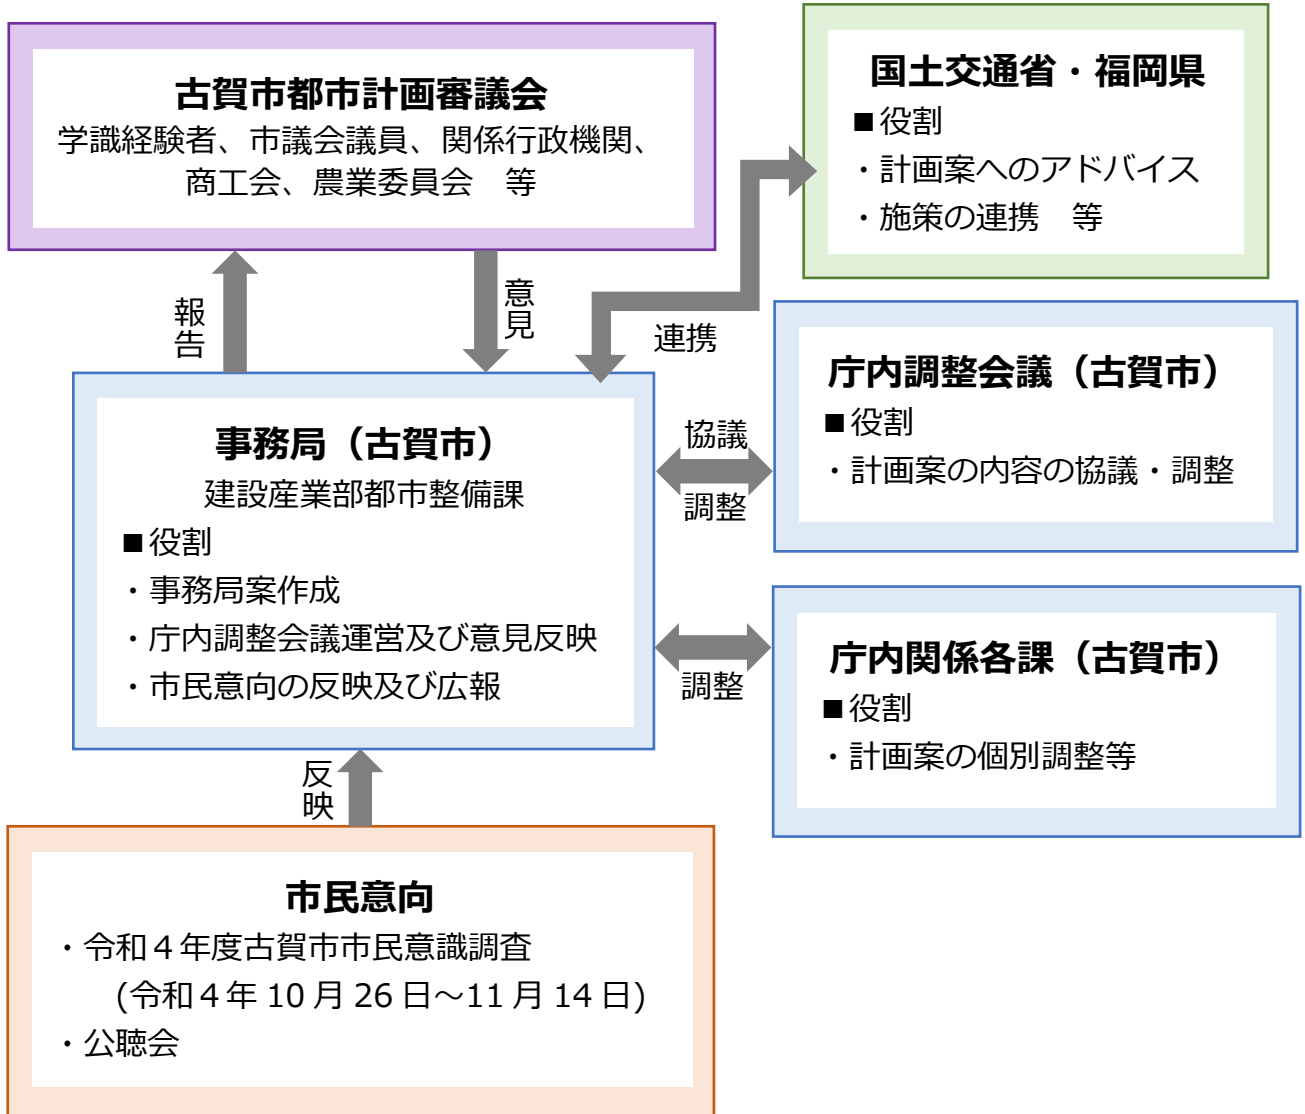 古賀市都市計画審議会
学識経験者、市議会議員、関係行政機関、
商工会、農業委員会　等
国土交通省・福岡県
■役割
・計画案へのアドバイス
・施策の連携　等
報告
意見
連携
事務局（古賀市）
建設産業部都市整備課
■役割
・事務局案作成
・庁内調整会議運営及び意見反映
・市民意向の反映及び広報
協議
調整
庁内調整会議（古賀市）
■役割
・計画案の内容の協議・調整
調整
庁内関係各課（古賀市）
■役割
・計画案の個別調整等
反映
市民意向
・令和４年度古賀市市民意識調査
(令和４年 10 月 26 日～11 月 14 日)
・公聴会